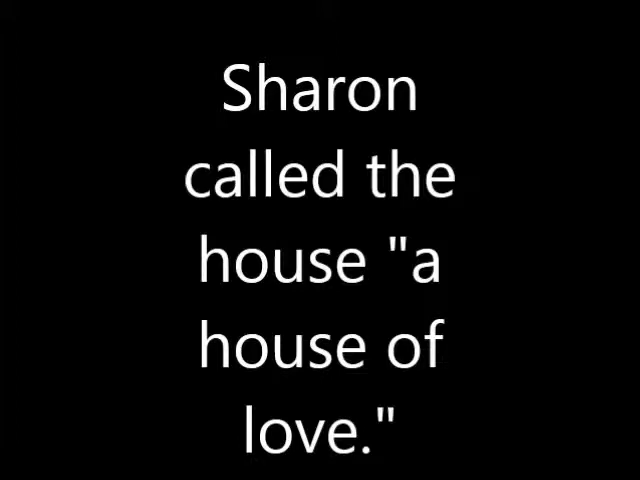 Sharon
called the
house "a
house of
love."